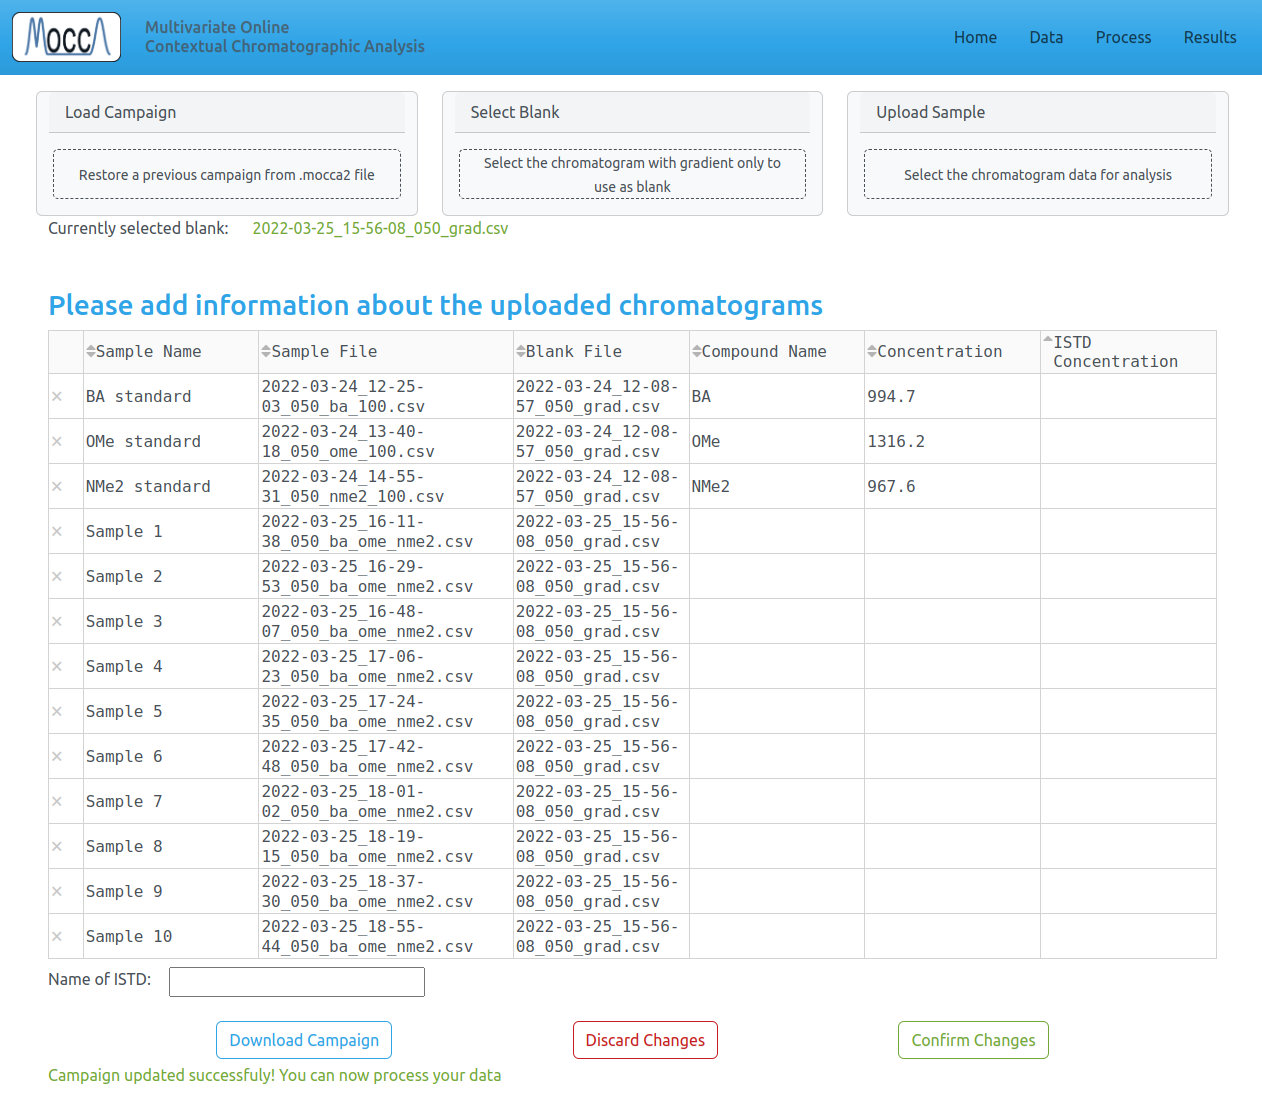 MOCCA
Multivariate Online
Contextual Chromatographic Analysis
Home Data Process Results
Load Campaign
Restore a previous campaign from .mocca2 file
Select Blank
Select the chromatogram with gradient only to
use as blank
Upload Sample
Select the chromatogram data for analysis
Currently selected blank: 2022-03-25_15-56-08_050_grad.csv
Please add information about the uploaded chromatograms
Sample Name Sample File Blank File Compound Name Concentration ISTD
Concentration
× BA standard 2022-03-24_12-25- 2022-03-24_12-08- BA 994.7
03_050_ba_100.csv 57_050_grad.csv
× OMe standard 2022-03-24_13-40- 2022-03-24_12-08- OMe 1316.2
18_050_ome_100.csv 57_050_grad.csv
× NMe2 standard 2022-03-24_14-55- 2022-03-24_12-08- NMe2 967.6
31_050_nme2_100.csv 57_050_grad.csv
× Sample 1 2022-03-25_16-11- 2022-03-25_15-56-
38_050_ba_ome_nme2.csv 08_050_grad.csv
× Sample 2 2022-03-25_16-29- 2022-03-25_15-56-
53_050_ba_ome_nme2.csv 08_050_grad.csv
× Sample 3 2022-03-25_16-48- 2022-03-25_15-56-
07_050_ba_ome_nme2.csv 08_050_grad.csv
× Sample 4 2022-03-25_17-06- 2022-03-25_15-56-
23_050_ba_ome_nme2.csv 08_050_grad.csv
× Sample 5 2022-03-25_17-24- 2022-03-25_15-56-
35_050_ba_ome_nme2.csv 08_050_grad.csv
× Sample 6 2022-03-25_17-42- 2022-03-25_15-56-
48_050_ba_ome_nme2.csv 08_050_grad.csv
× Sample 7 2022-03-25_18-01- 2022-03-25_15-56-
02_050_ba_ome_nme2.csv 08_050_grad.csv
× Sample 8 2022-03-25_18-19- 2022-03-25_15-56-
15_050_ba_ome_nme2.csv 08_050_grad.csv
× Sample 9 2022-03-25_18-37- 2022-03-25_15-56-
30_050_ba_ome_nme2.csv 08_050_grad.csv
× Sample 10 2022-03-25_18-55- 2022-03-25_15-56-
44_050_ba_ome_nme2.csv 08_050_grad.csv
Name of ISTD:
Download Campaign Discard Changes Confirm Changes
Campaign updated successfuly! You can now process your data